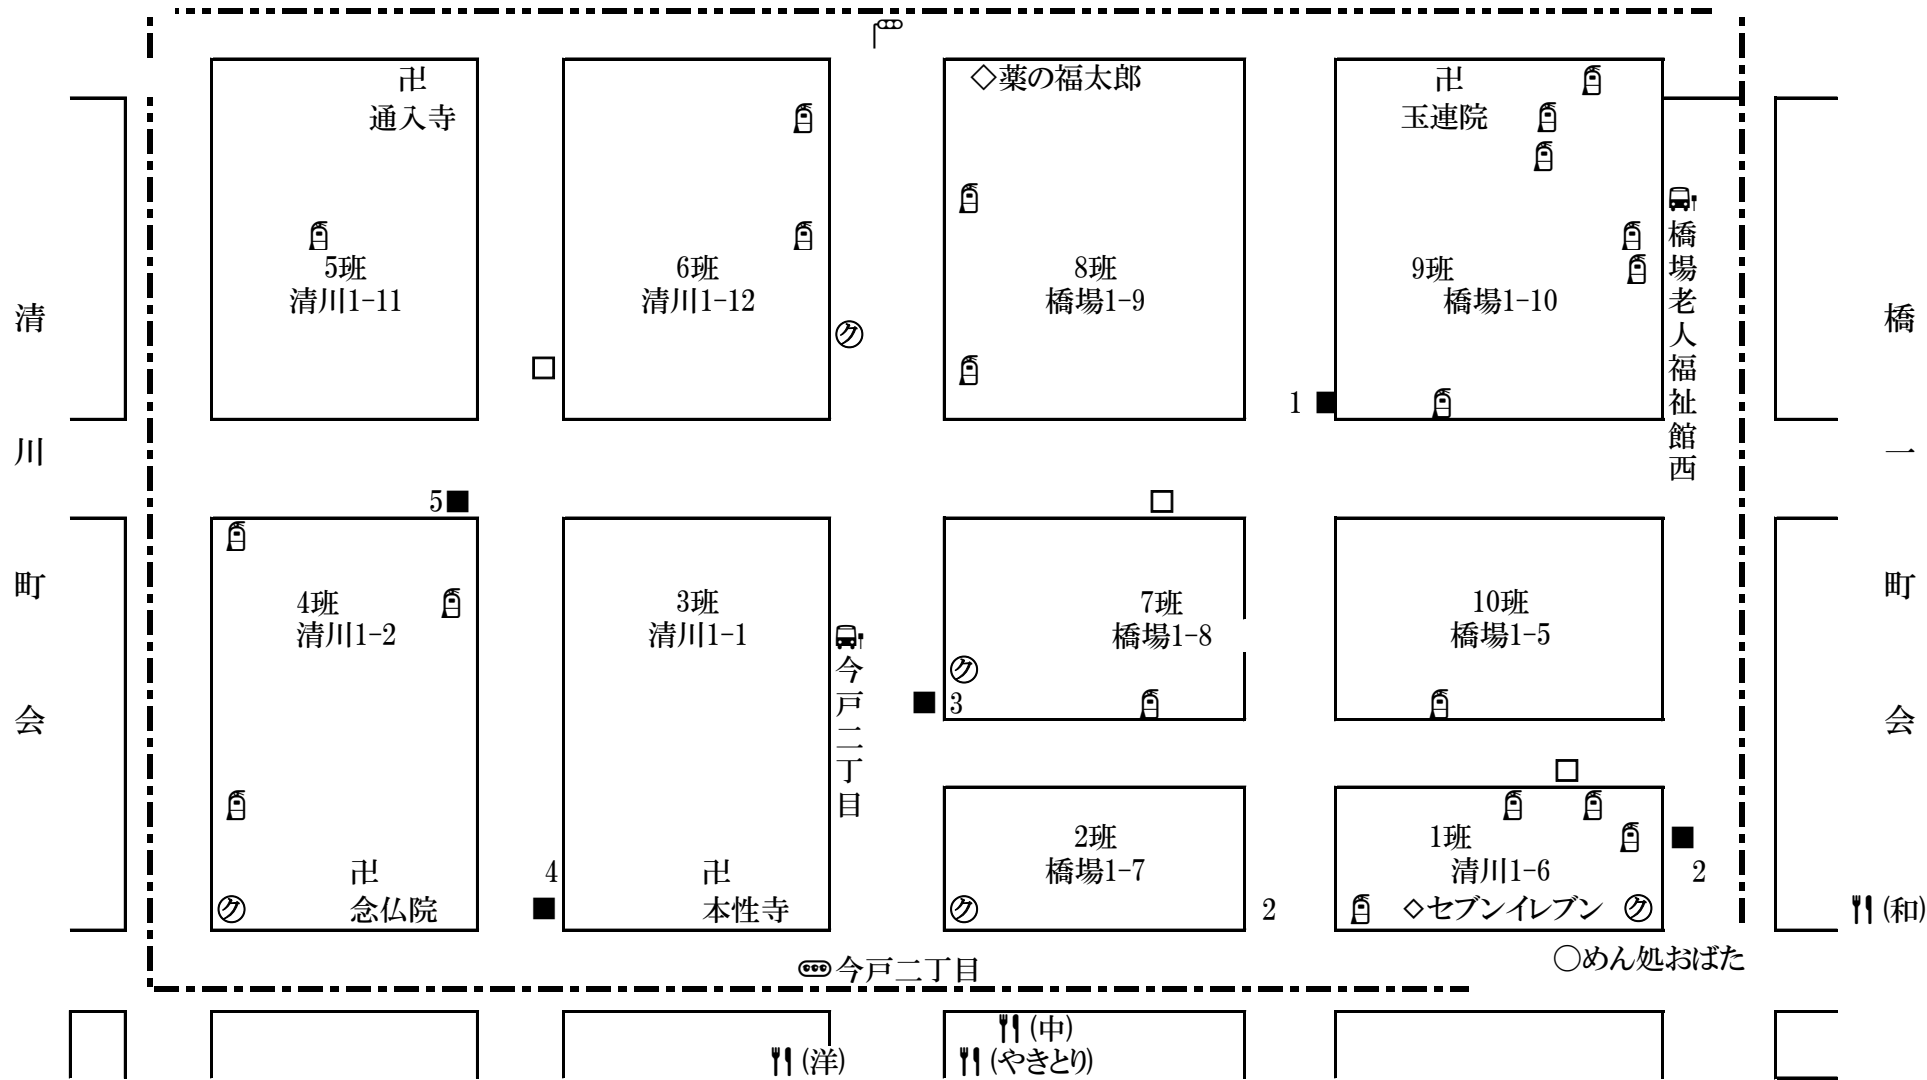 卍
通入寺
5班
清川1-11
6班
清川1-12
ク
◇薬の福太郎
8班
橋場1-9
卍
玉連院
9班
橋場1-10
1
橋場老人福祉館西
清川町会
橋一町会
5
4班
清川1-2
卍
念仏院
ク
4
3班
清川1-1
卍
本性寺
今戸二丁目
7班
橋場1-8
ク
3
10班
橋場1-5
2班
橋場1-7
ク
2
1班
清川1-6
◇セブンイレブン
ク
2
(和)
〇めん処おばた
今戸二丁目
(洋)
(中)
(やきとり)